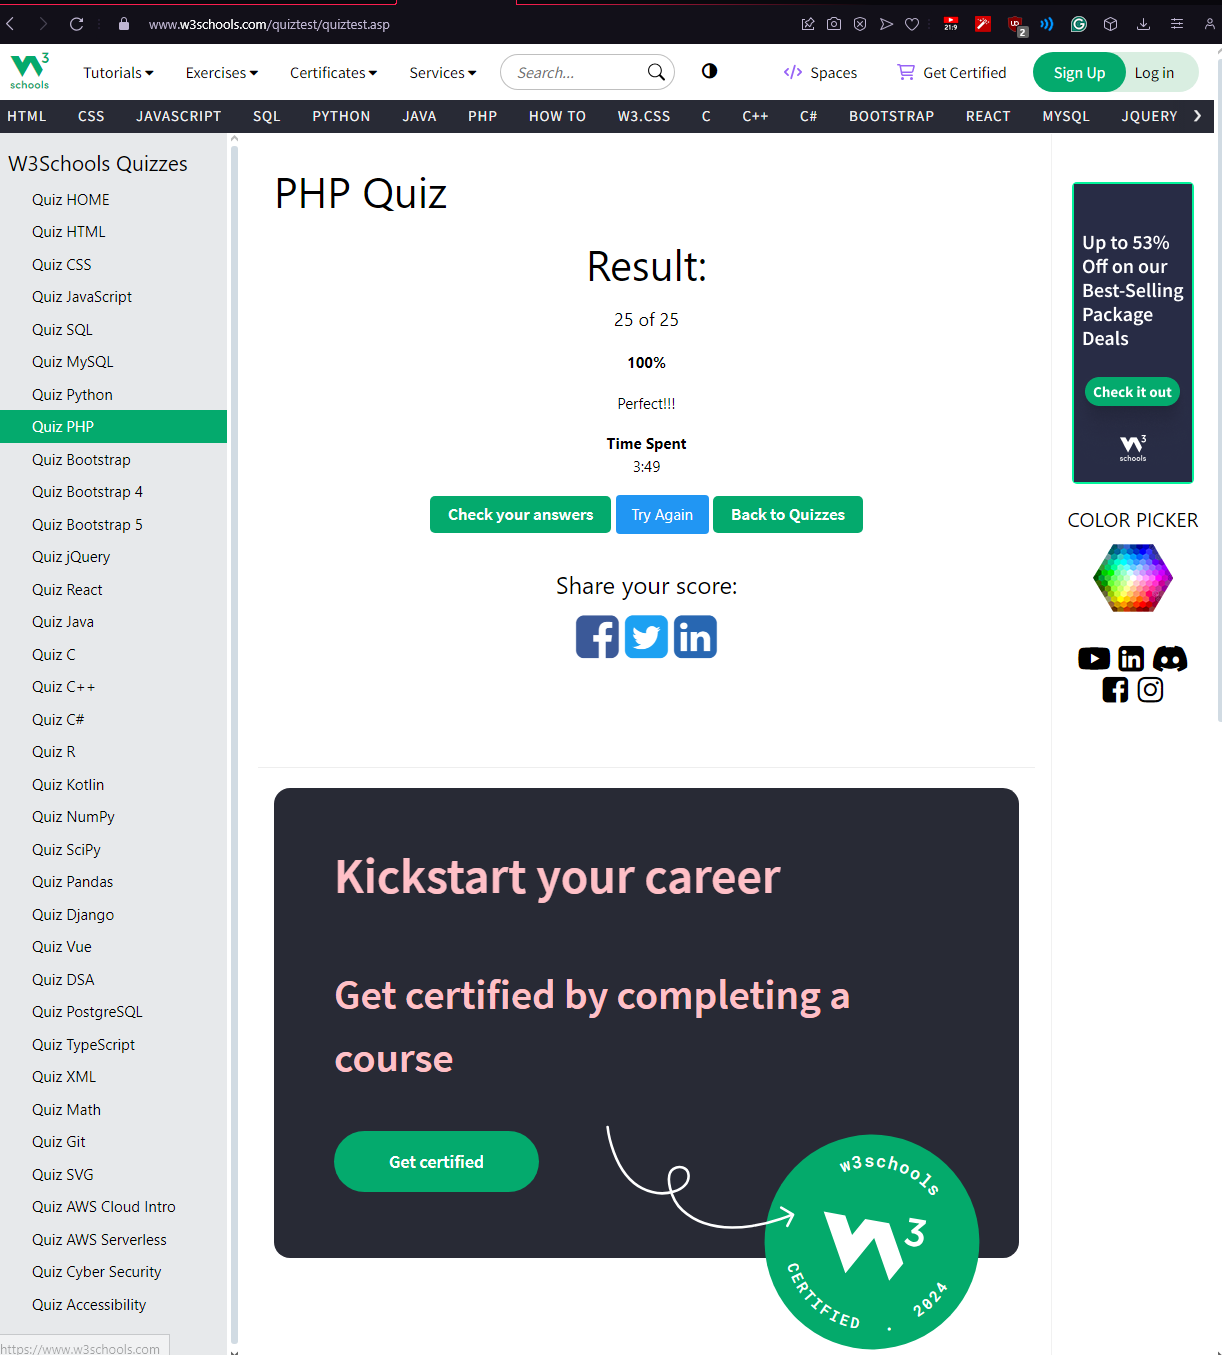 www.w3schools.com/quiztest/quiztest.asp
21:9
UD
2
3
schools
Tutorials
Exercises
Certificates
Services
Search...
Spaces
Get Certified
Sign Up
Log in
HTML
CSS
JAVASCRIPT
SQL
PYTHON
JAVA
PHP
HOW TO
W3.CSS
C
C++
C#
BOOTSTRAP
REACT
MYSQL
JQUERY
W3Schools Quizzes
Quiz HOME
Quiz HTML
Quiz CSS
Quiz JavaScript
Quiz SQL
Quiz MySQL
Quiz Python
Quiz PHP
Quiz Bootstrap
Quiz Bootstrap 4
Quiz Bootstrap 5
Quiz jQuery
Quiz React
Quiz Java
Quiz C
Quiz C++
Quiz C#
Quiz R
Quiz Kotlin
Quiz NumPy
Quiz SciPy
Quiz Pandas
Quiz Django
Quiz Vue
Quiz DSA
Quiz PostgreSQL
Quiz TypeScript
Quiz XML
Quiz Math
Quiz Git
Quiz SVG
Quiz AWS Cloud Intro
Quiz AWS Serverless
Quiz Cyber Security
Quiz Accessibility
https://www.w3schools.com
PHP Quiz
Result:
25 of 25
100%
Perfect!!!
Time Spent
3:49
Check your answers
Try Again
Back to Quizzes
Share your score:
Kickstart your career
Get certified by completing a
course
Get certified
w3schools
3
CERTIFIED . 2024
Up to 53%
Off on our
Best-Selling
Package
Deals
Check it out
3
schools
COLOR PICKER